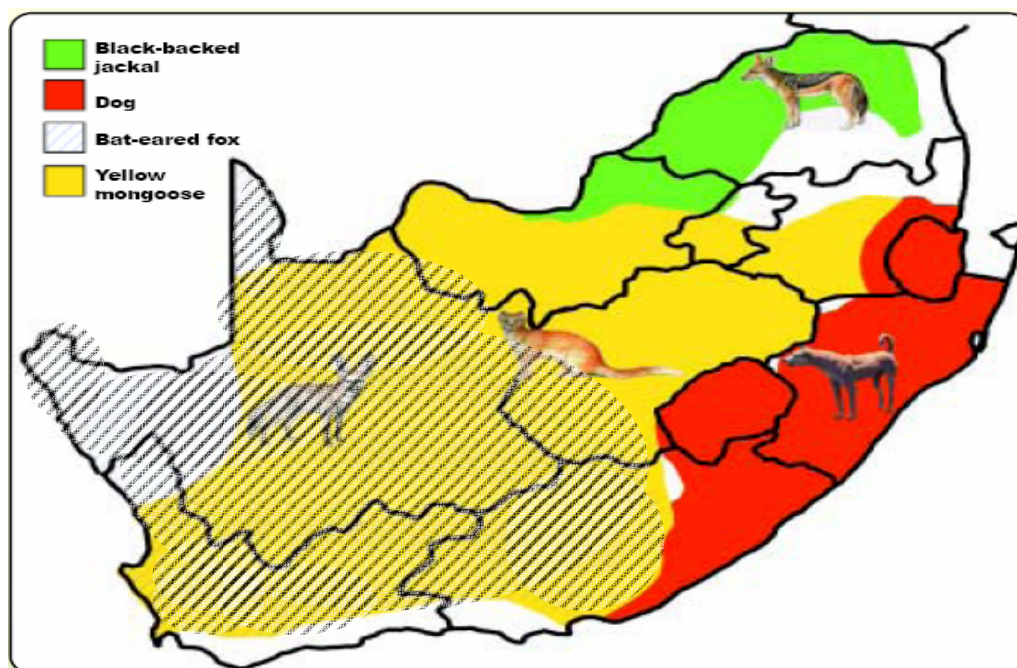 Black-backed
jackal
Dog
Bat-eared fox
Yellow
mongoose